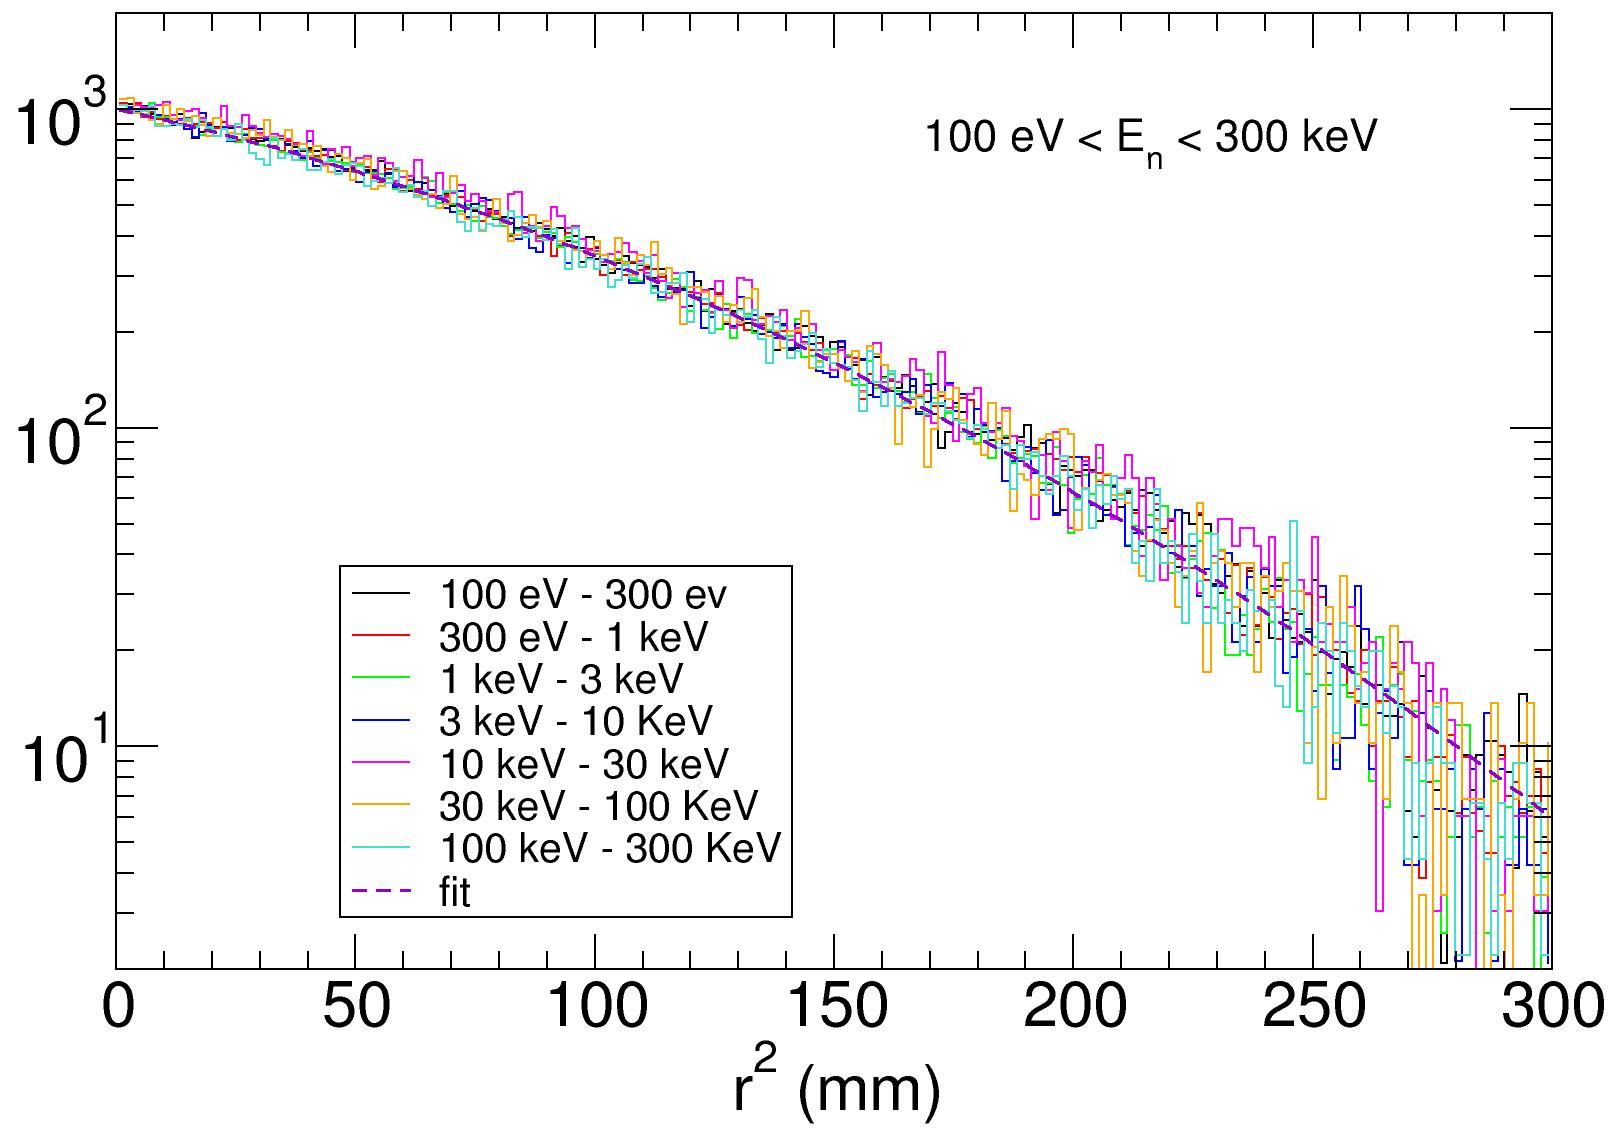 10³
10²
10¹
100 eV < Eₙ < 300 keV
100 eV - 300 ev
300 eV - 1 keV
1 keV - 3 keV
3 keV - 10 KeV
10 keV - 30 keV
30 keV - 100 KeV
100 keV - 300 KeV
fit
0 50 100 150 200 250 300
r² (mm)